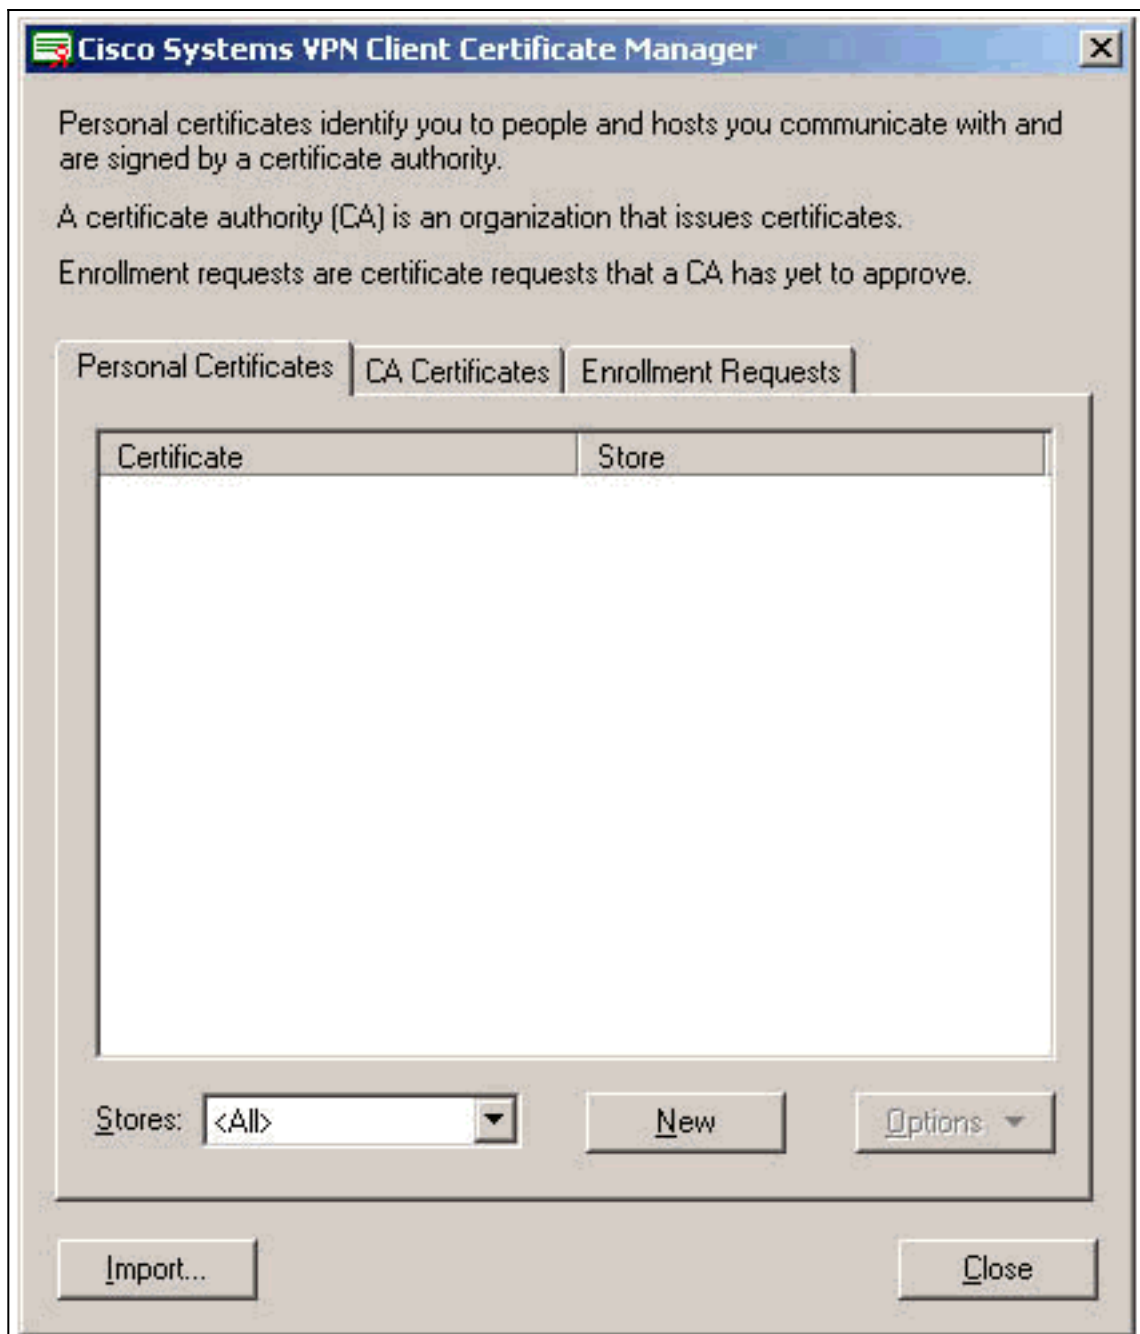 Cisco Systems VPN Client Certificate Manager
Personal certificates identify you to people and hosts you communicate with and
are signed by a certificate authority.
A certificate authority (CA) is an organization that issues certificates.
Enrollment requests are certificate requests that a CA has yet to approve.
Personal Certificates CA Certificates Enrollment Requests
Certificate Store
Stores: <All> New Options
Import... Close